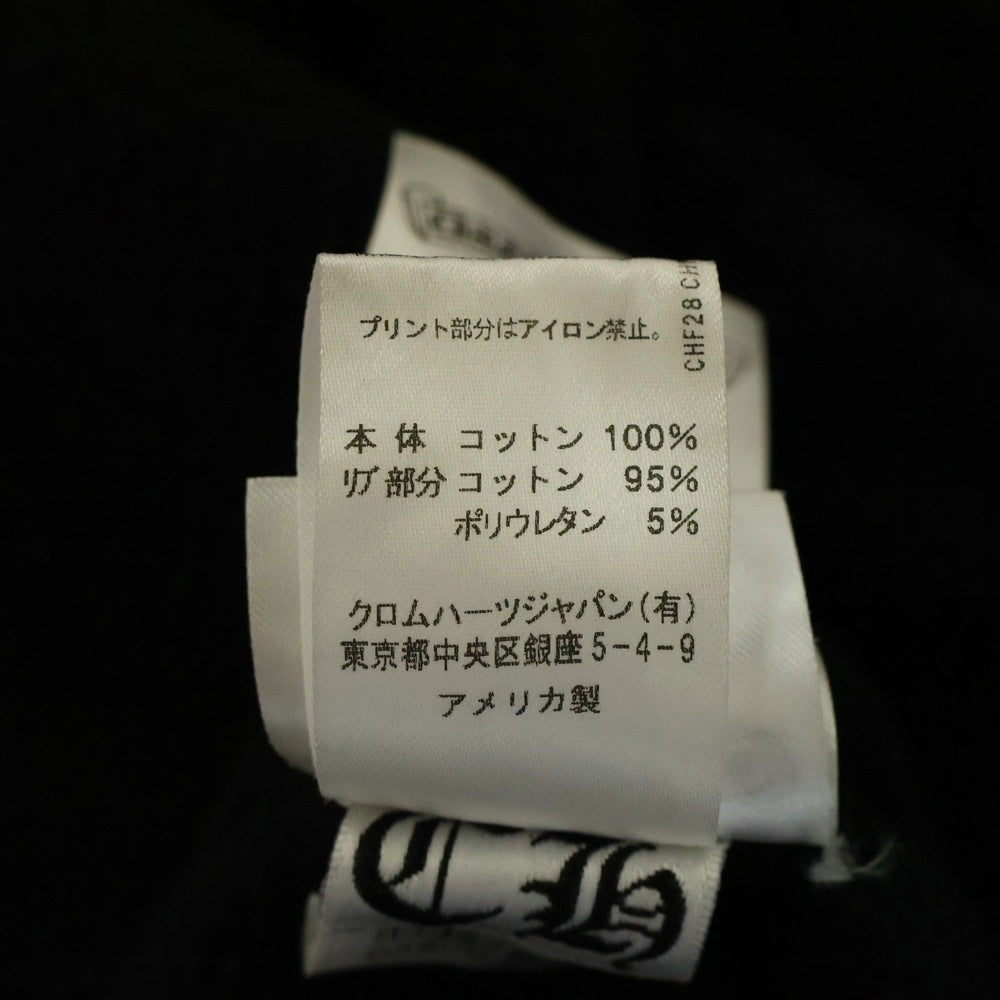 プリント部分はアイロン禁止。
CHF28 CH
本体 コットン 100%
リブ部分 コットン 95%
ポリウレタン 5%
クロムハーツジャパン(有)
東京都中央区銀座5-4-9
アメリカ製